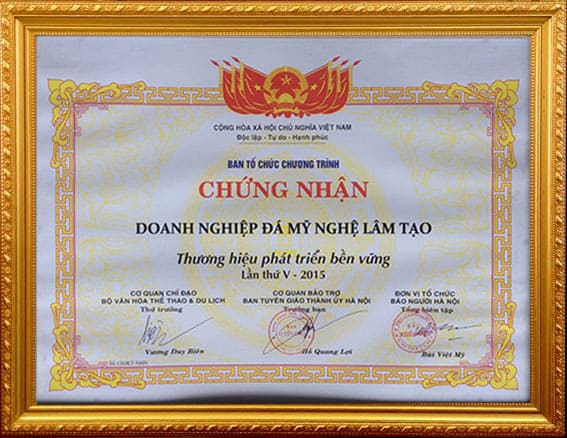 CỘNG HÒA XÃ HỘI CHỦ NGHĨA VIỆT NAM
Độc lập - Tự do - Hạnh phúc
BAN TỔ CHỨC CHƯƠNG TRÌNH
CHỨNG NHẬN
DOANH NGHIỆP ĐÁ MỸ NGHỆ LÂM TẠO
Thương hiệu phát triển bền vững
Lần thứ V - 2015
CƠ QUAN CHỈ ĐẠO
BỘ VĂN HÓA THỂ THAO & DU LỊCH
Thứ trưởng
Vương Duy Biên
CƠ QUAN BẢO TRỢ
BAN TUYÊN GIÁO THÀNH ỦY HÀ NỘI
Trưởng ban
Hồ Quang Lợi
ĐƠN VỊ TỔ CHỨC
BÁO NGƯỜI HÀ NỘI
Tổng biên tập
Bùi Việt Mỹ